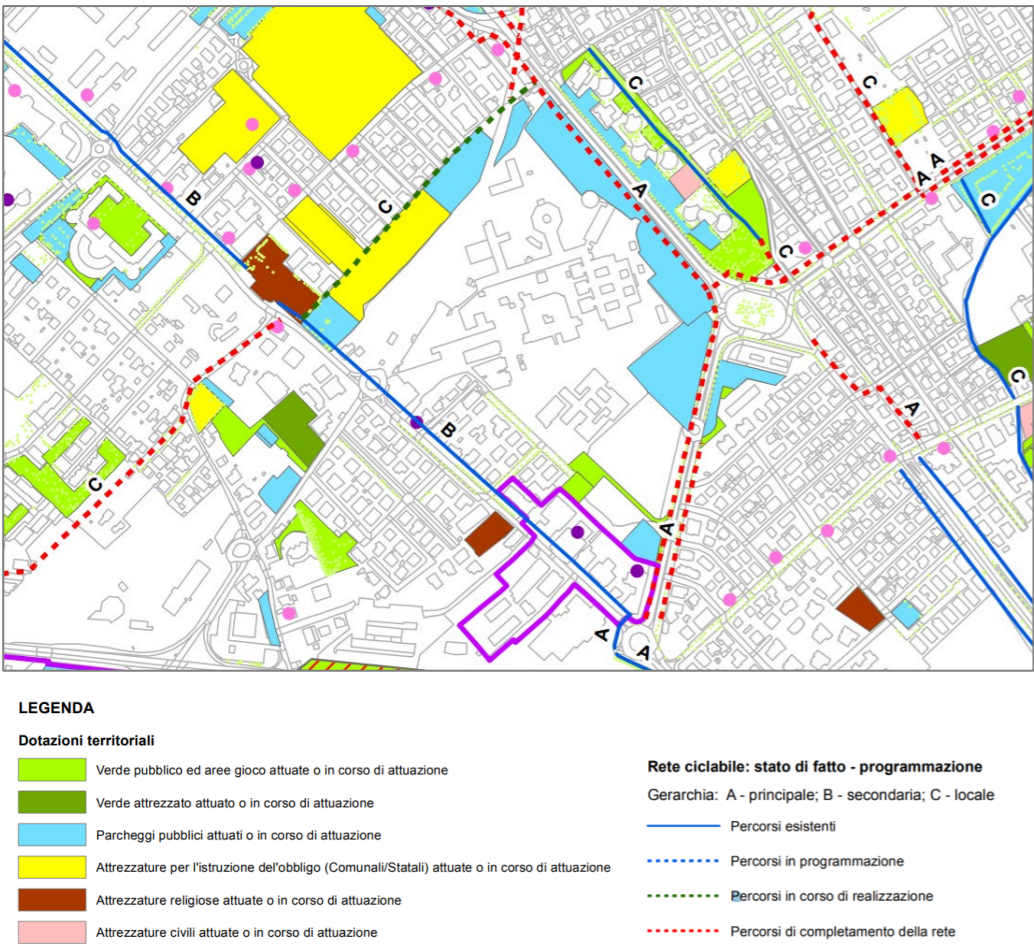 C
C
A
A
A
C
B
C
C
A
C
A
B
C
A
A
A
LEGENDA
Dotazioni territoriali
Verde pubblico ed aree gioco attuate o in corso di attuazione
Verde attrezzato attuato o in corso di attuazione
Parcheggi pubblici attuati o in corso di attuazione
Attrezzature per l'istruzione del'obbligo (Comunali/Statali) attuate o in corso di attuazione
Attrezzature religiose attuate o in corso di attuazione
Attrezzature civili attuate o in corso di attuazione
Rete ciclabile: stato di fatto - programmazione
Gerarchia: A - principale; B - secondaria; C - locale
Percorsi esistenti
Percorsi in programmazione
Percorsi in corso di realizzazione
Percorsi di completamento della rete